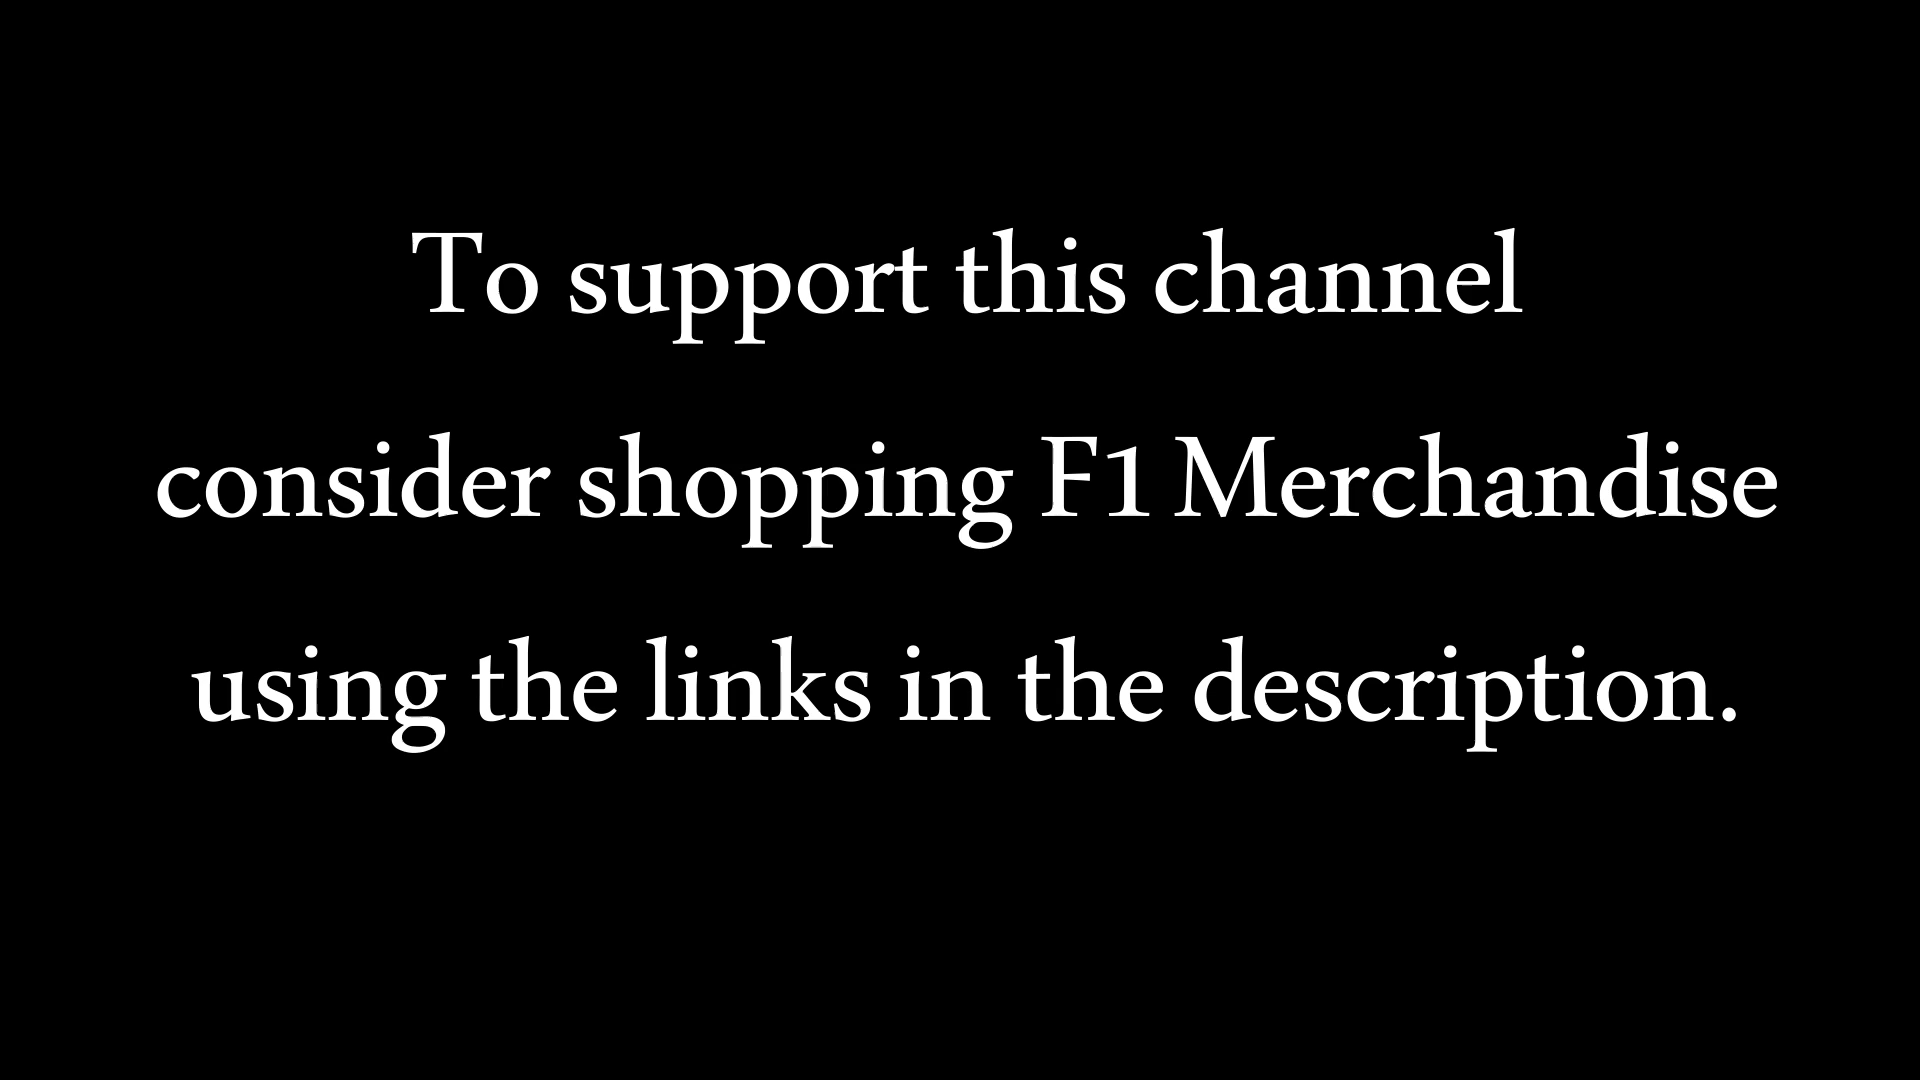 To support this channel
consider shopping F1 Merchandise
using the links in the description.